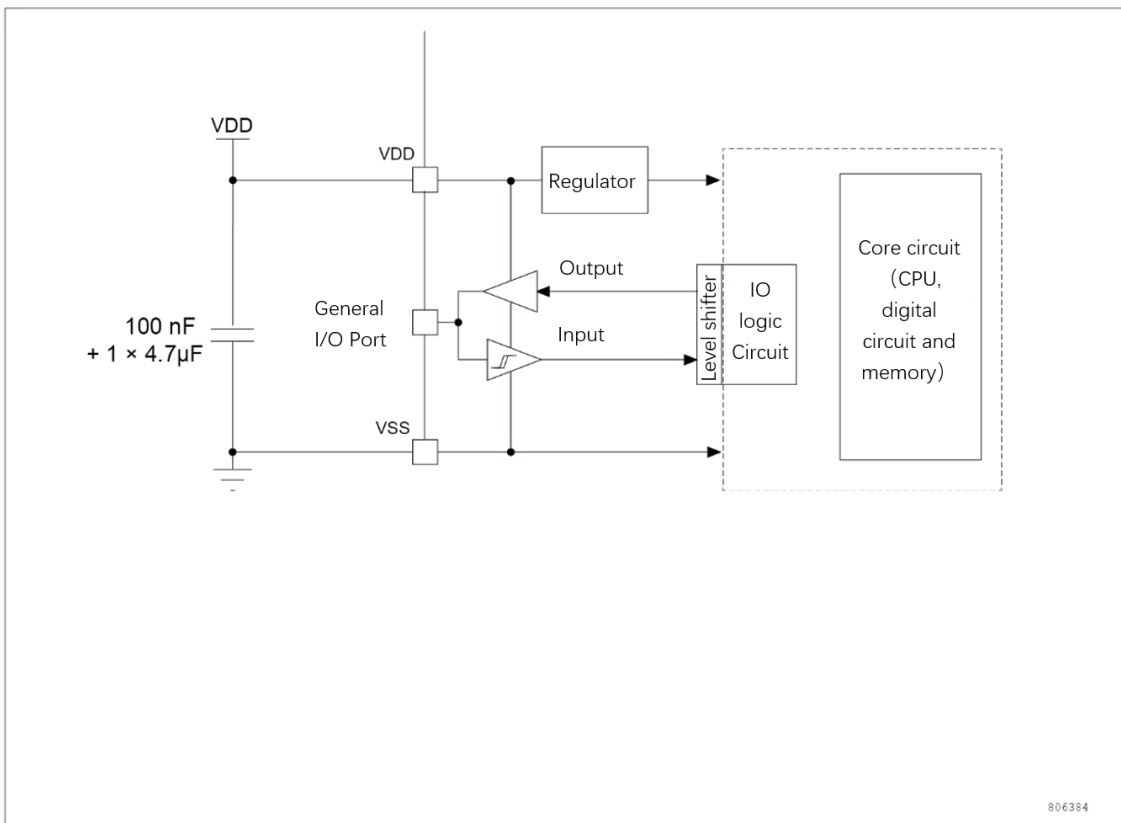 VDD
VDD
Regulator
Output
General
I/O Port
Input
Level shifter
IO
logic
Circuit
Core circuit
（CPU,
digital
circuit and
memory）
100 nF
+ 1 × 4.7µF
VSS
806384